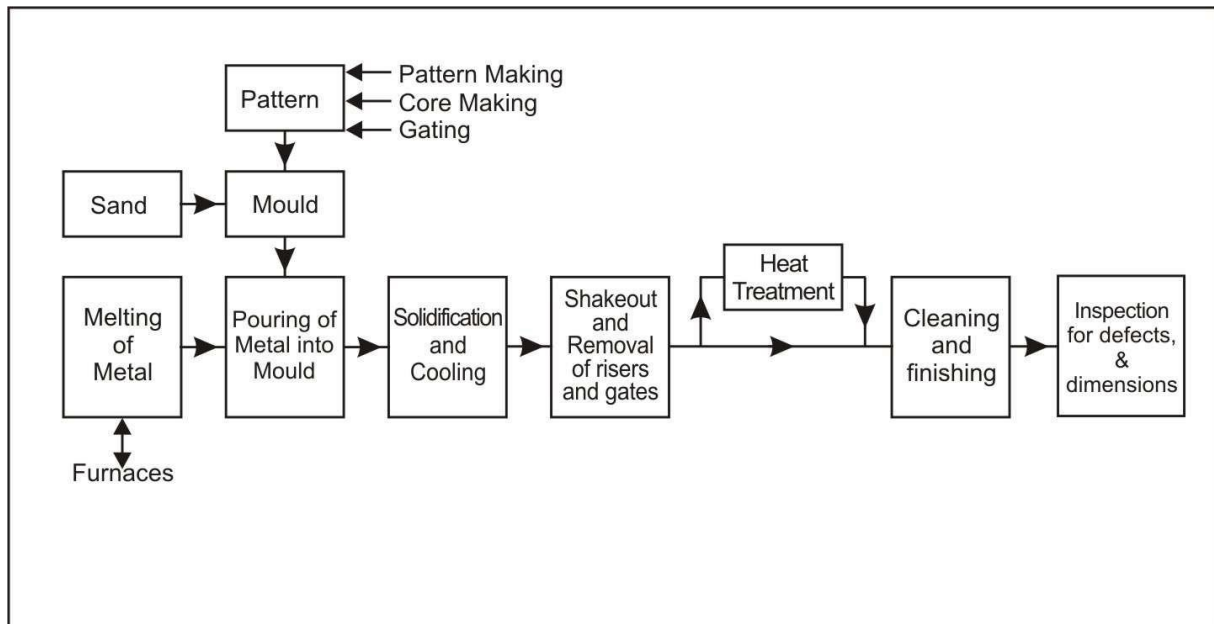 Pattern
Pattern Making
Core Making
Gating
Sand
Mould
Melting
of
Metal
Pouring of
Metal into
Mould
Solidification
and
Cooling
Shakeout
and
Removal
of risers
and gates
Heat
Treatment
Cleaning
and
finishing
Inspection
for defects,
&
dimensions
Furnaces